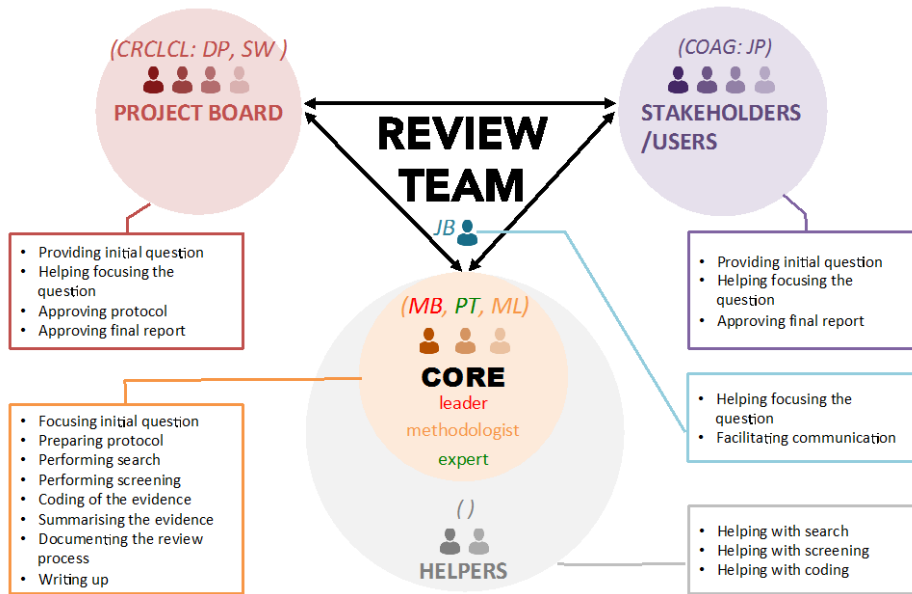 (CRCLCL: DP, SW )
PROJECT BOARD
(COAG: JP)
STAKEHOLDERS
/USERS
REVIEW
TEAM
JB
• Providing initial question
• Helping focusing the
question
• Approving protocol
• Approving final report
• Providing initial question
• Helping focusing the
question
• Approving final report
(MB, PT, ML)
CORE
leader
methodologist
expert
• Focusing initial question
• Preparing protocol
• Performing search
• Performing screening
• Coding of the evidence
• Summarising the evidence
• Documenting the review
process
• Writing up
• Helping focusing the
question
• Facilitating communication
( )
HELPERS
• Helping with search
• Helping with screening
• Helping with coding